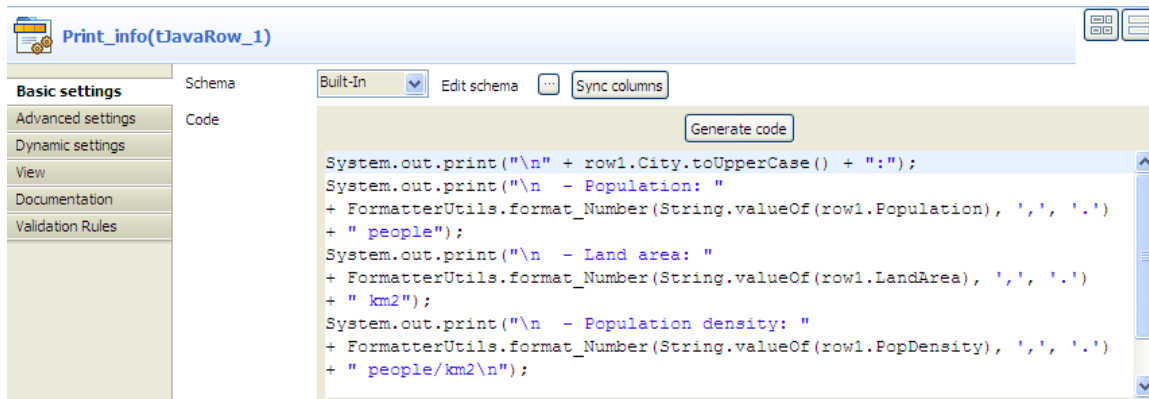 Print_info(tJavaRow_1)
Basic settings
Advanced settings
Dynamic settings
View
Documentation
Validation Rules
Schema
Built-In
Edit schema
...
Sync columns
Code
Generate code
System.out.print("\n" + row1.City.toUpperCase() + ":");
System.out.print("\n  - Population: "
+ FormatterUtils.format_Number(String.valueOf(row1.Population), ',', '.')
+ " people");
System.out.print("\n  - Land area: "
+ FormatterUtils.format_Number(String.valueOf(row1.LandArea), ',', '.')
+ " km2");
System.out.print("\n  - Population density: "
+ FormatterUtils.format_Number(String.valueOf(row1.PopDensity), ',', '.')
+ " people/km2\n");